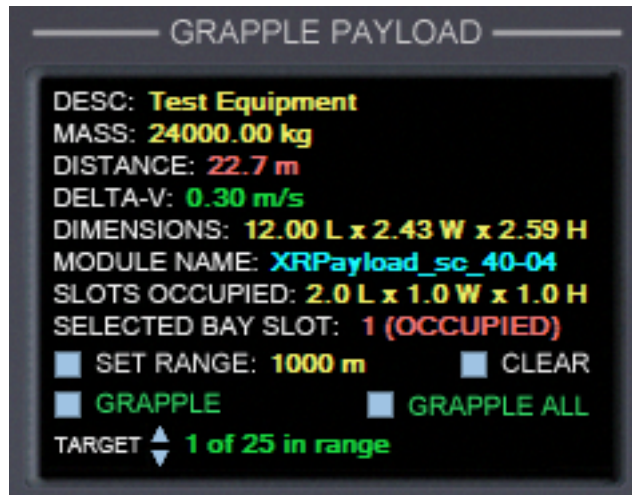 GRAPPLE PAYLOAD
DESC: Test Equipment
MASS: 24000.00 kg
DISTANCE: 22.7 m
DELTA-V: 0.30 m/s
DIMENSIONS: 12.00 L x 2.43 W x 2.59 H
MODULE NAME: XRPayload_sc_40-04
SLOTS OCCUPIED: 2.0 L x 1.0 W x 1.0 H
SELECTED BAY SLOT: 1 (OCCUPIED)
SET RANGE: 1000 m CLEAR
GRAPPLE GRAPPLE ALL
TARGET 1 of 25 in range